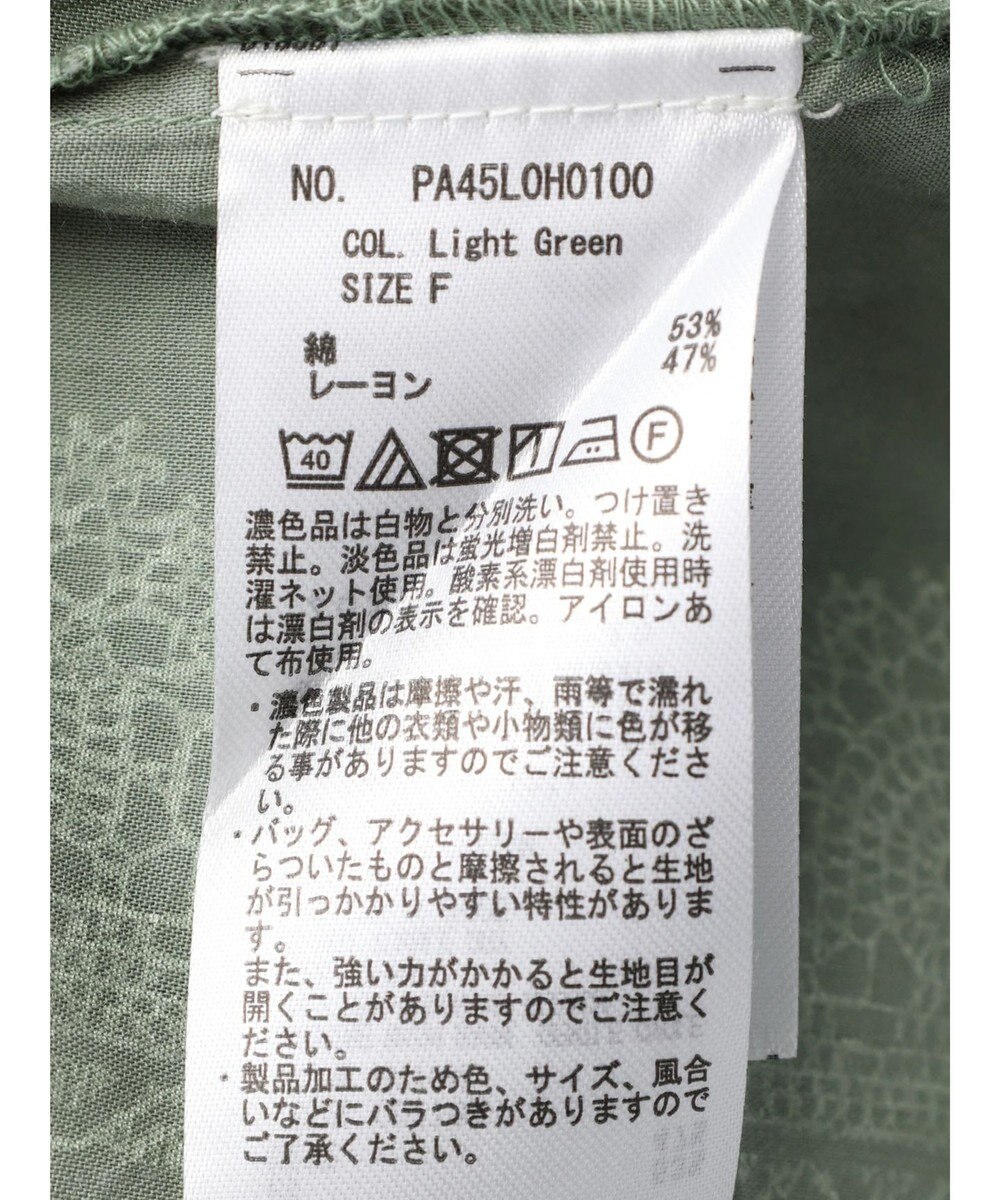 NO. PA45L0H0100
COL. Light Green
SIZE F
綿 53%
レーヨン 47%
40
F
濃色品は白物と分別洗い。つけ置き
禁止。淡色品は蛍光増白剤禁止。洗
濯ネット使用。酸素系漂白剤使用時
は漂白剤の表示を確認。アイロンあ
て布使用。
・濃色製品は摩擦や汗、雨等で濡れ
た際に他の衣類や小物類に色が移
る事がありますのでご注意くださ
い。
・バッグ、アクセサリーや表面のざ
らついたものと摩擦されると生地
が引っかかりやすい特性がありま
す。
また、強い力がかかると生地目が
開くことがありますのでご注意く
ださい。
・製品加工のため色、サイズ、風合
いなどにバラつきがありますので
ご了承ください。